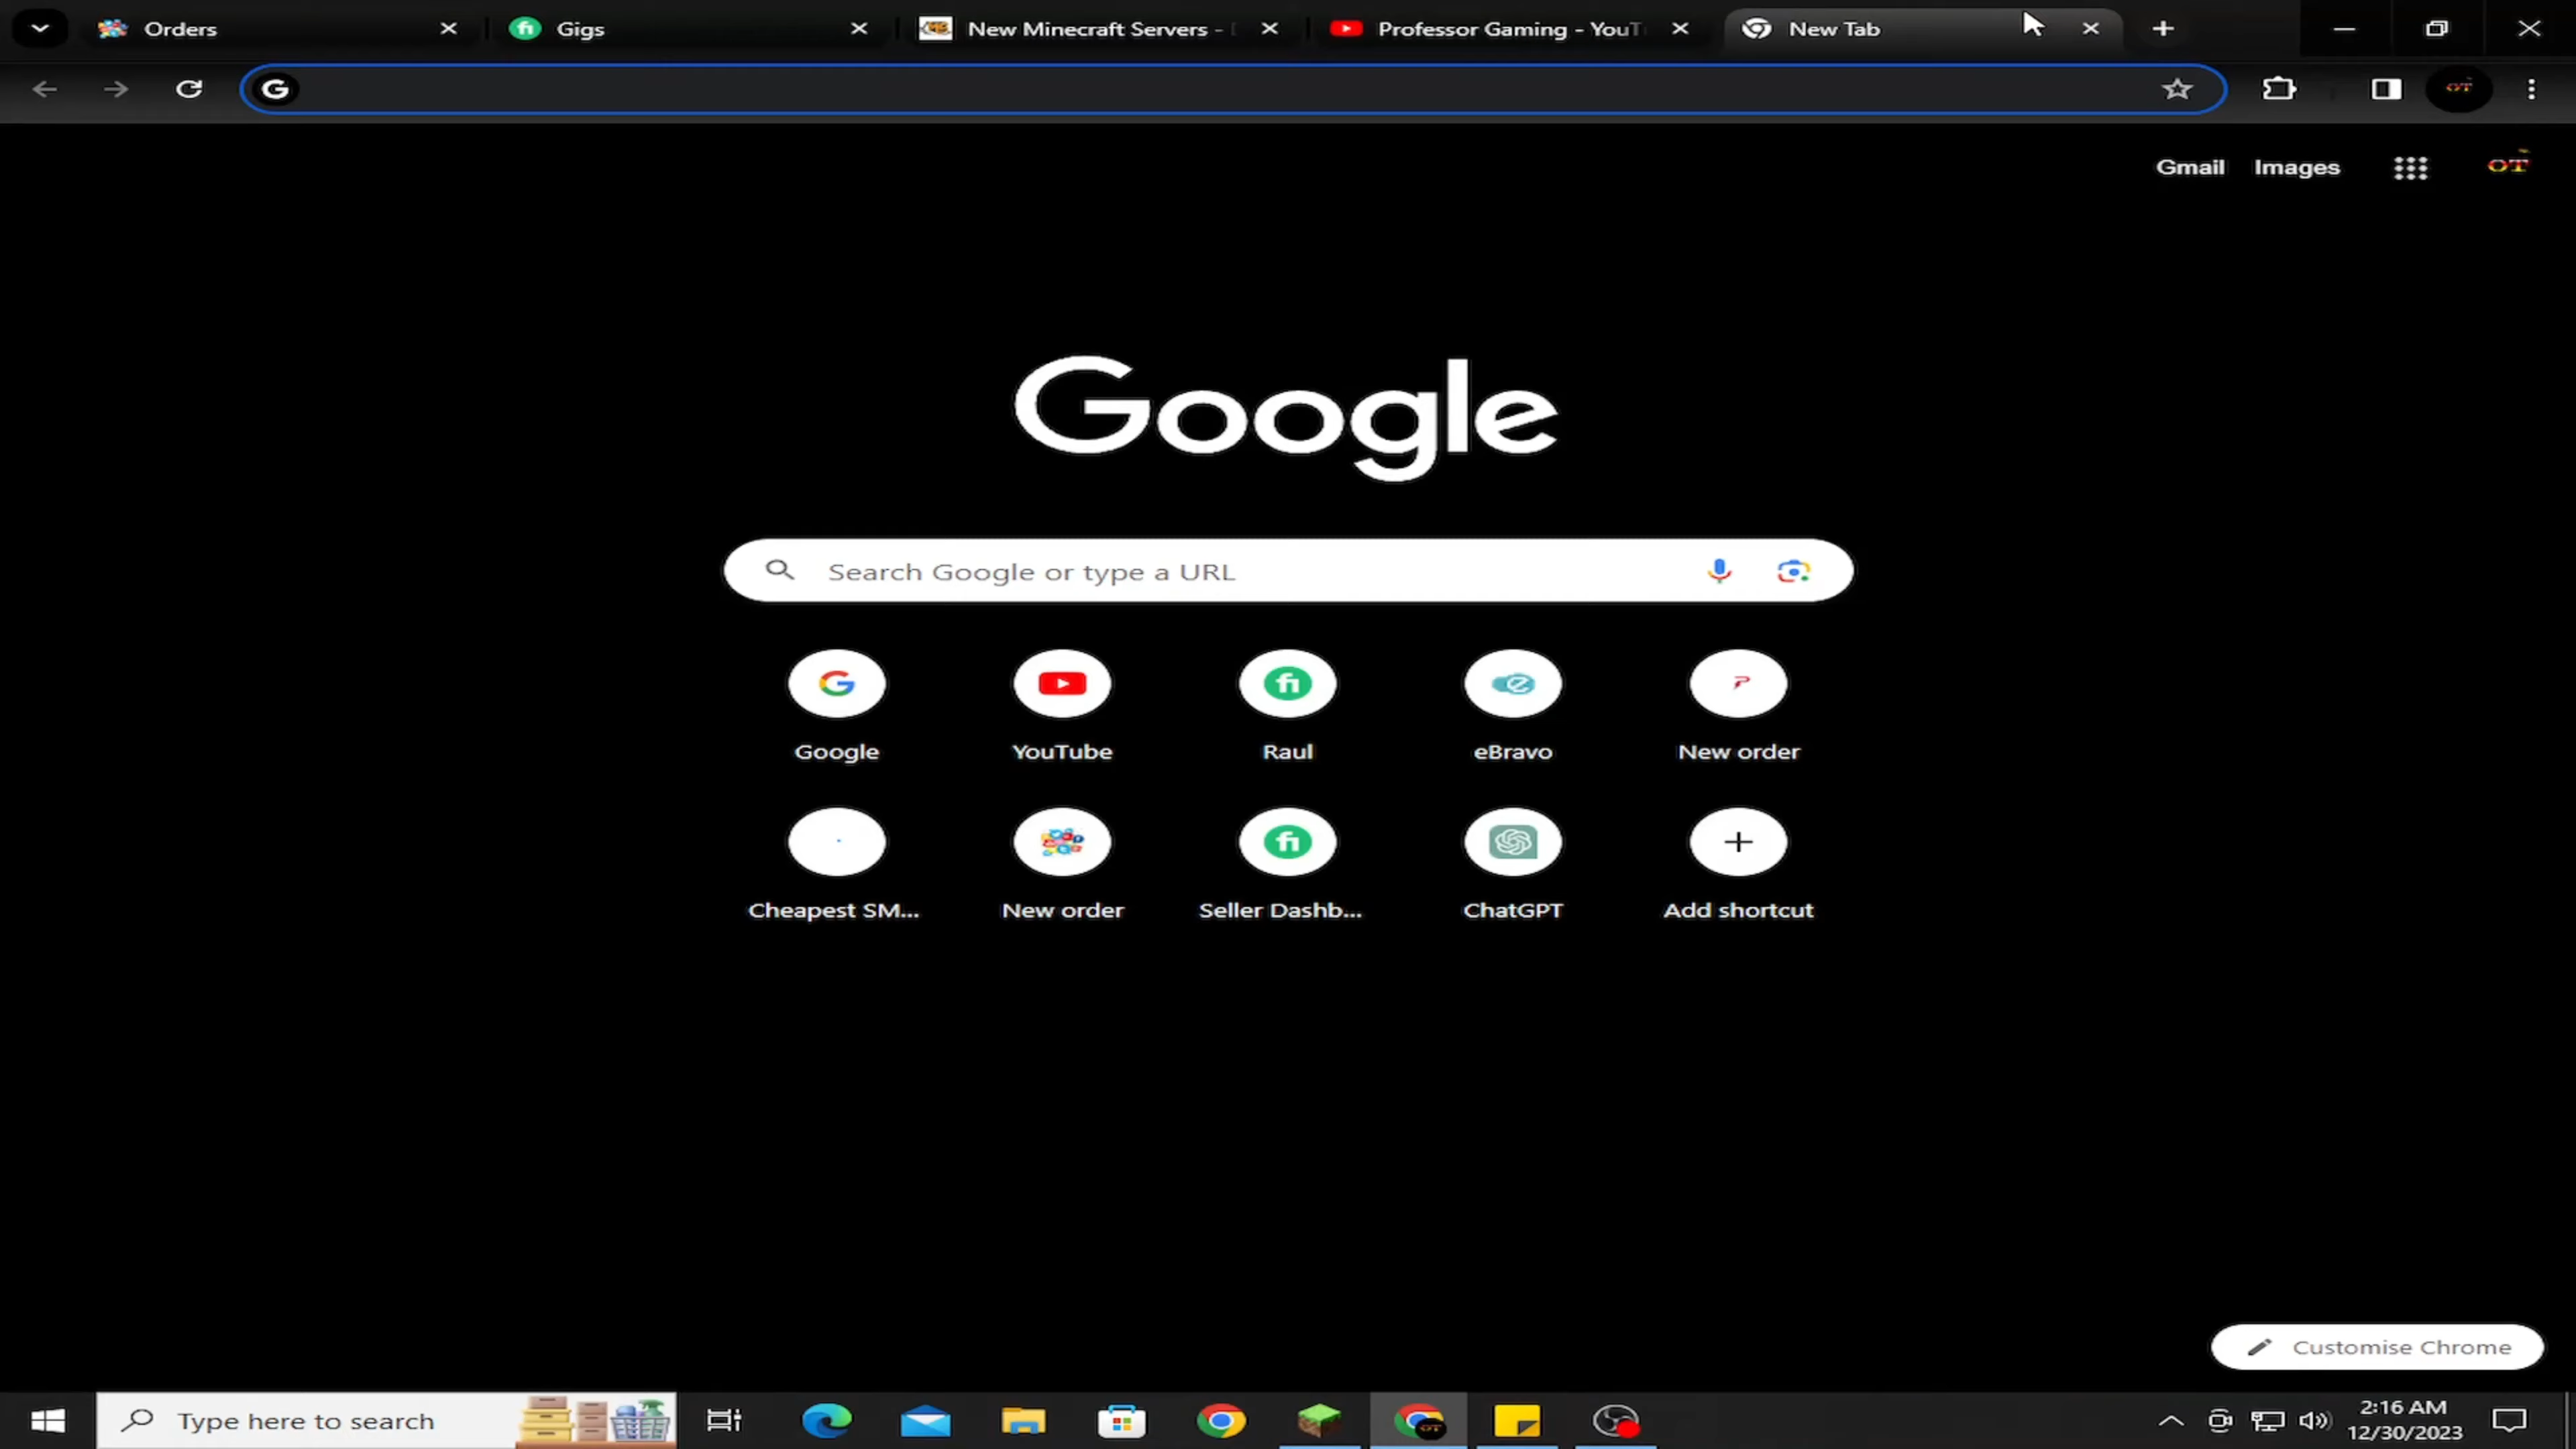 Orders
Gigs
New Minecraft Servers -
Professor Gaming - YouT
New Tab
Gmail
Images
OT
Google
Search Google or type a URL
Google
YouTube
Raul
eBravo
New order
Cheapest SM...
New order
Seller Dashb...
ChatGPT
Add shortcut
Customise Chrome
Type here to search
2:16 AM
12/30/2023